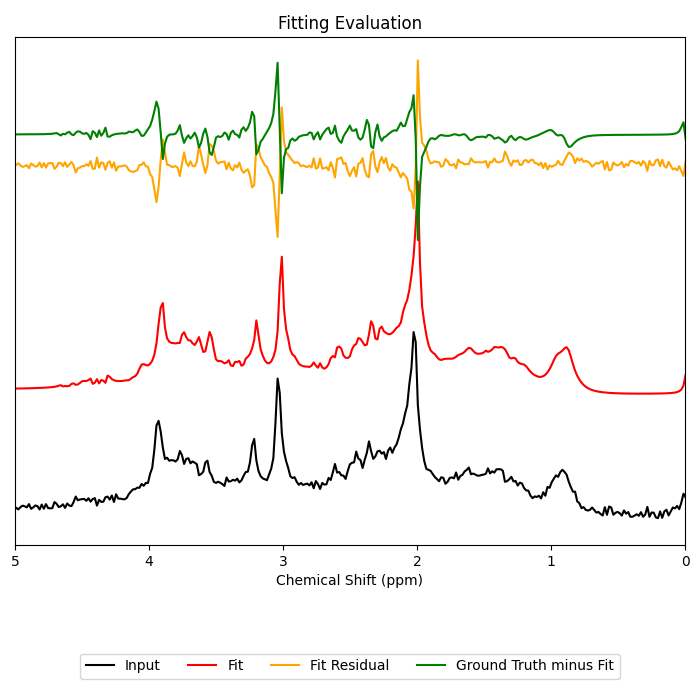 Fitting Evaluation
5 4 3 2 1 0
Chemical Shift (ppm)
Input Fit Fit Residual Ground Truth minus Fit